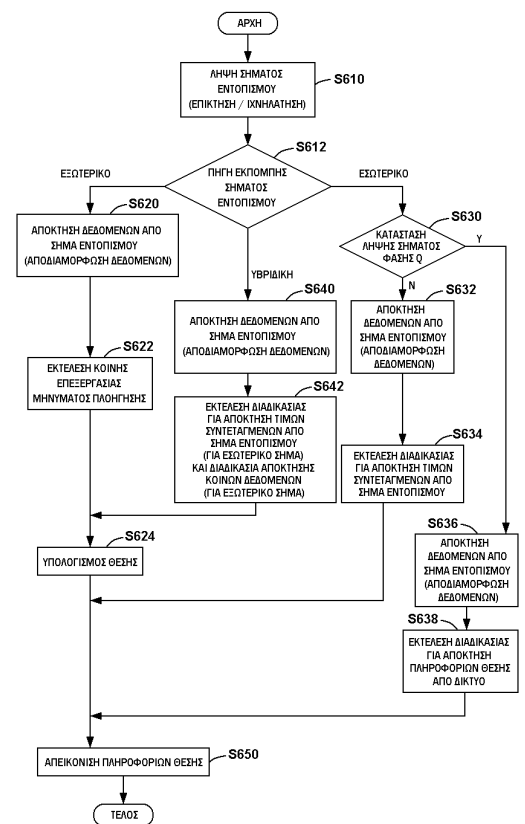 ΑΡΧΗ
ΛΗΨΗ ΣΗΜΑΤΟΣ
ΕΝΤΟΠΙΣΜΟΥ
(ΕΠΙΚΤΗΣΗ / ΙΧΝΗΛΑΤΗΣΗ)
S610
S612
ΠΗΓΗ ΕΚΠΟΜΠΗΣ
ΣΗΜΑΤΟΣ
ΕΝΤΟΠΙΣΜΟΥ
ΕΞΩΤΕΡΙΚΟ
ΕΣΩΤΕΡΙΚΟ
ΥΒΡΙΔΙΚΗ
S620
ΑΠΟΚΤΗΣΗ ΔΕΔΟΜΕΝΩΝ ΑΠΟ
ΣΗΜΑ ΕΝΤΟΠΙΣΜΟΥ
(ΑΠΟΔΙΑΜΟΡΦΩΣΗ ΔΕΔΟΜΕΝΩΝ)
S630
ΚΑΤΑΣΤΑΣΗ
ΛΗΨΗΣ ΣΗΜΑΤΟΣ
ΦΑΣΗΣ Q
Υ
Ν
S640
ΑΠΟΚΤΗΣΗ ΔΕΔΟΜΕΝΩΝ ΑΠΟ
ΣΗΜΑ ΕΝΤΟΠΙΣΜΟΥ
(ΑΠΟΔΙΑΜΟΡΦΩΣΗ ΔΕΔΟΜΕΝΩΝ)
S632
ΑΠΟΚΤΗΣΗ
ΔΕΔΟΜΕΝΩΝ ΑΠΟ
ΣΗΜΑ ΕΝΤΟΠΙΣΜΟΥ
(ΑΠΟΔΙΑΜΟΡΦΩΣΗ
ΔΕΔΟΜΕΝΩΝ)
S622
ΕΚΤΕΛΕΣΗ ΚΟΙΝΗΣ
ΕΠΕΞΕΡΓΑΣΙΑΣ
ΜΗΝΥΜΑΤΟΣ ΠΛΟΗΓΗΣΗΣ
S642
ΕΚΤΕΛΕΣΗ ΔΙΑΔΙΚΑΣΙΑΣ
ΓΙΑ ΑΠΟΚΤΗΣΗ ΤΙΜΩΝ
ΣΥΝΤΕΤΑΓΜΕΝΩΝ ΑΠΟ
ΣΗΜΑ ΕΝΤΟΠΙΣΜΟΥ
(ΓΙΑ ΕΣΩΤΕΡΙΚΟ ΣΗΜΑ)
ΚΑΙ ΔΙΑΔΙΚΑΣΙΑ ΑΠΟΚΤΗΣΗΣ
ΚΟΙΝΩΝ ΔΕΔΟΜΕΝΩΝ
(ΓΙΑ ΕΞΩΤΕΡΙΚΟ ΣΗΜΑ)
S634
ΕΚΤΕΛΕΣΗ ΔΙΑΔΙΚΑΣΙΑΣ
ΓΙΑ ΑΠΟΚΤΗΣΗ ΤΙΜΩΝ
ΣΥΝΤΕΤΑΓΜΕΝΩΝ ΑΠΟ
ΣΗΜΑ ΕΝΤΟΠΙΣΜΟΥ
S624
ΥΠΟΛΟΓΙΣΜΟΣ ΘΕΣΗΣ
S636
ΑΠΟΚΤΗΣΗ
ΔΕΔΟΜΕΝΩΝ ΑΠΟ
ΣΗΜΑ ΕΝΤΟΠΙΣΜΟΥ
(ΑΠΟΔΙΑΜΟΡΦΩΣΗ
ΔΕΔΟΜΕΝΩΝ)
S638
ΕΚΤΕΛΕΣΗ ΔΙΑΔΙΚΑΣΙΑΣ
ΓΙΑ ΑΠΟΚΤΗΣΗ
ΠΛΗΡΟΦΟΡΙΩΝ ΘΕΣΗΣ
ΑΠΟ ΔΙΚΤΥΟ
S650
ΑΠΕΙΚΟΝΙΣΗ ΠΛΗΡΟΦΟΡΙΩΝ ΘΕΣΗΣ
ΤΕΛΟΣ